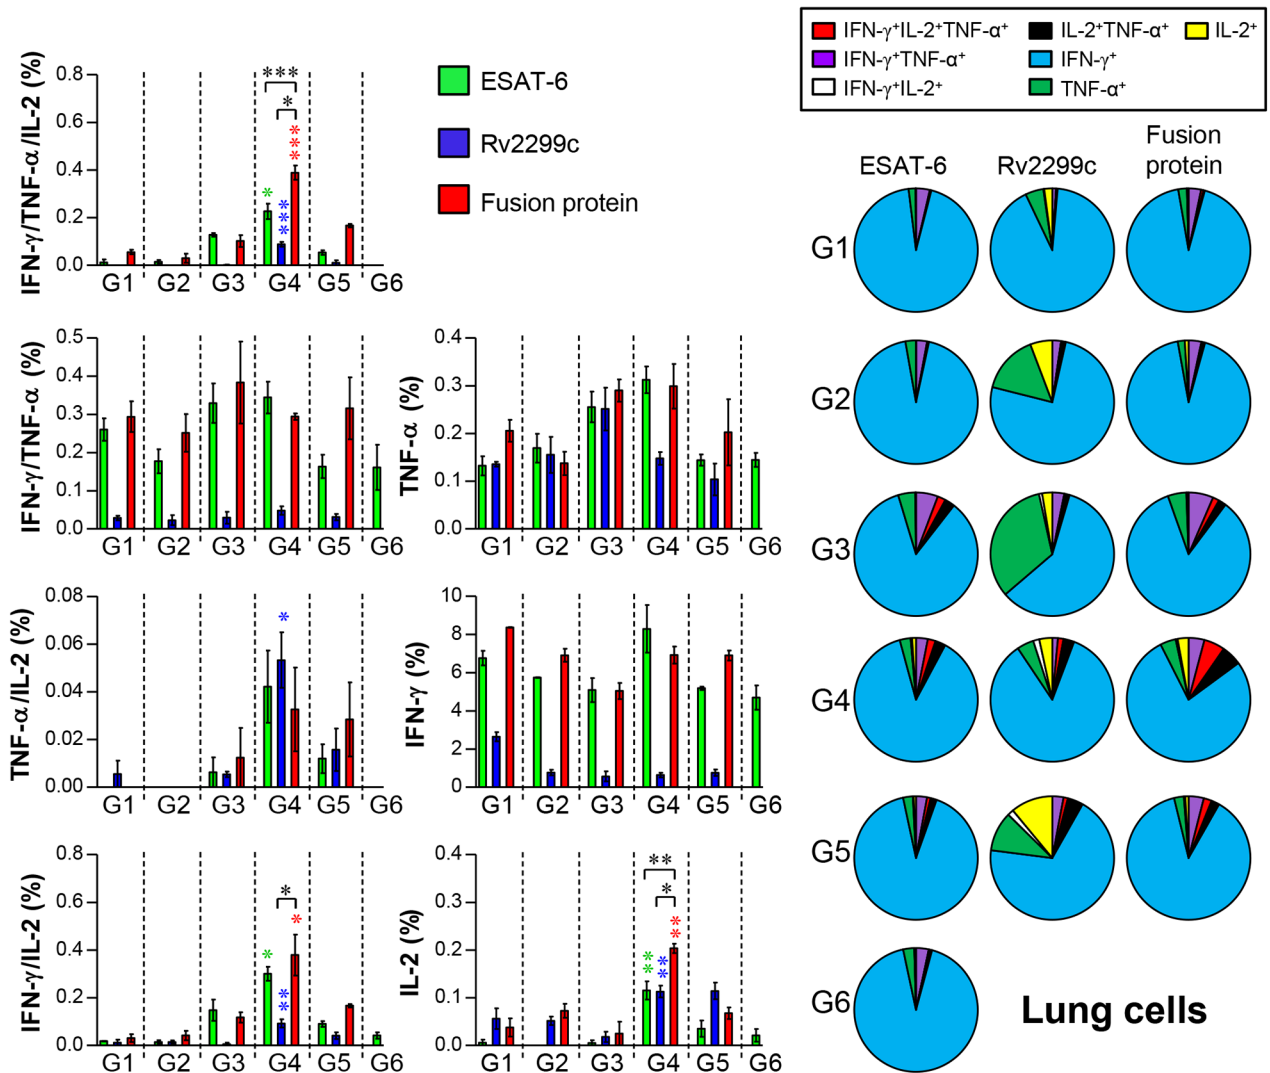 IFN-γ/TNF-α/IL-2 (%)
0.8
0.6
0.4
0.2
0.0
***
*
*
***
***
G1 G2 G3 G4 G5 G6
ESAT-6
Rv2299c
Fusion protein
IFN-γ/TNF-α (%)
0.5
0.4
0.3
0.2
0.1
0.0
G1 G2 G3 G4 G5 G6
TNF-α (%)
0.4
0.3
0.2
0.1
0.0
G1 G2 G3 G4 G5 G6
TNF-α/IL-2 (%)
0.08
0.06
0.04
0.02
0.00
*
G1 G2 G3 G4 G5 G6
IFN-γ (%)
10
8
6
4
2
0
G1 G2 G3 G4 G5 G6
IFN-γ/IL-2 (%)
0.8
0.6
0.4
0.2
0.0
*
*
**
*
G1 G2 G3 G4 G5 G6
IL-2 (%)
0.4
0.3
0.2
0.1
0.0
**
*
**
**
**
G1 G2 G3 G4 G5 G6
IFN-γ⁺IL-2⁺TNF-α⁺ IL-2⁺TNF-α⁺ IL-2⁺
IFN-γ⁺TNF-α⁺ IFN-γ⁺
IFN-γ⁺IL-2⁺ TNF-α⁺
ESAT-6 Rv2299c Fusion
protein
G1
G2
G3
G4
G5
G6
Lung cells